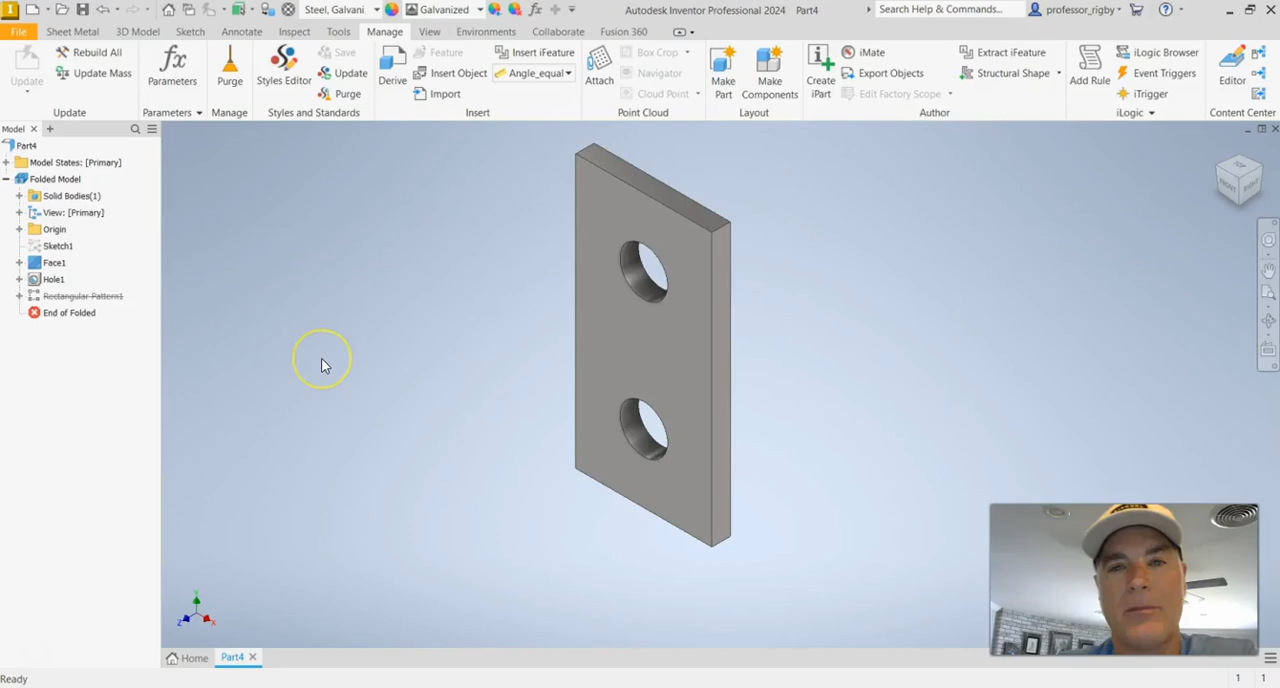 Steel, Galvani
Galvanized
Autodesk Inventor Professional 2024 Part4
Search Help & Commands...
professor_rigby
File
Sheet Metal
3D Model
Sketch
Annotate
Inspect
Tools
Manage
View
Environments
Collaborate
Fusion 360
Update
Rebuild All
Update Mass
Update
Parameters
Parameters
Purge
Manage
Styles Editor
Save
Update
Purge
Styles and Standards
Derive
Feature
Insert Object
Import
Insert iFeature
Angle_equal
Insert
Attach
Box Crop
Navigator
Cloud Point
Point Cloud
Make Part
Make Components
Layout
Create iPart
iMate
Export Objects
Edit Factory Scope
Extract iFeature
Structural Shape
Author
Add Rule
iLogic Browser
Event Triggers
iTrigger
iLogic
Editor
Content Center
Model
Part4
Model States: [Primary]
Folded Model
Solid Bodies(1)
View: [Primary]
Origin
Sketch1
Face1
Hole1
Rectangular Pattern1
End of Folded
TOP
FRONT
RIGHT
Y
Z
X
Home
Part4
Ready
1
1